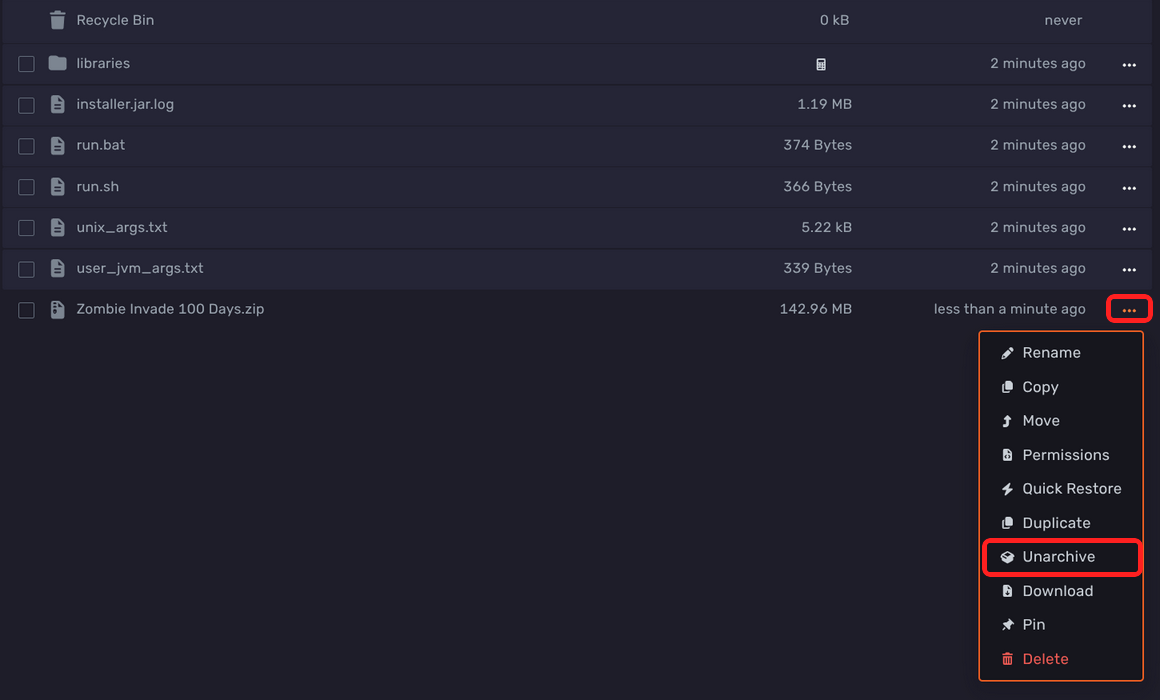 Recycle Bin 0 kB never
libraries 2 minutes ago
installer.jar.log 1.19 MB 2 minutes ago
run.bat 374 Bytes 2 minutes ago
run.sh 366 Bytes 2 minutes ago
unix_args.txt 5.22 kB 2 minutes ago
user_jvm_args.txt 339 Bytes 2 minutes ago
Zombie Invade 100 Days.zip 142.96 MB less than a minute ago
Rename
Copy
Move
Permissions
Quick Restore
Duplicate
Unarchive
Download
Pin
Delete